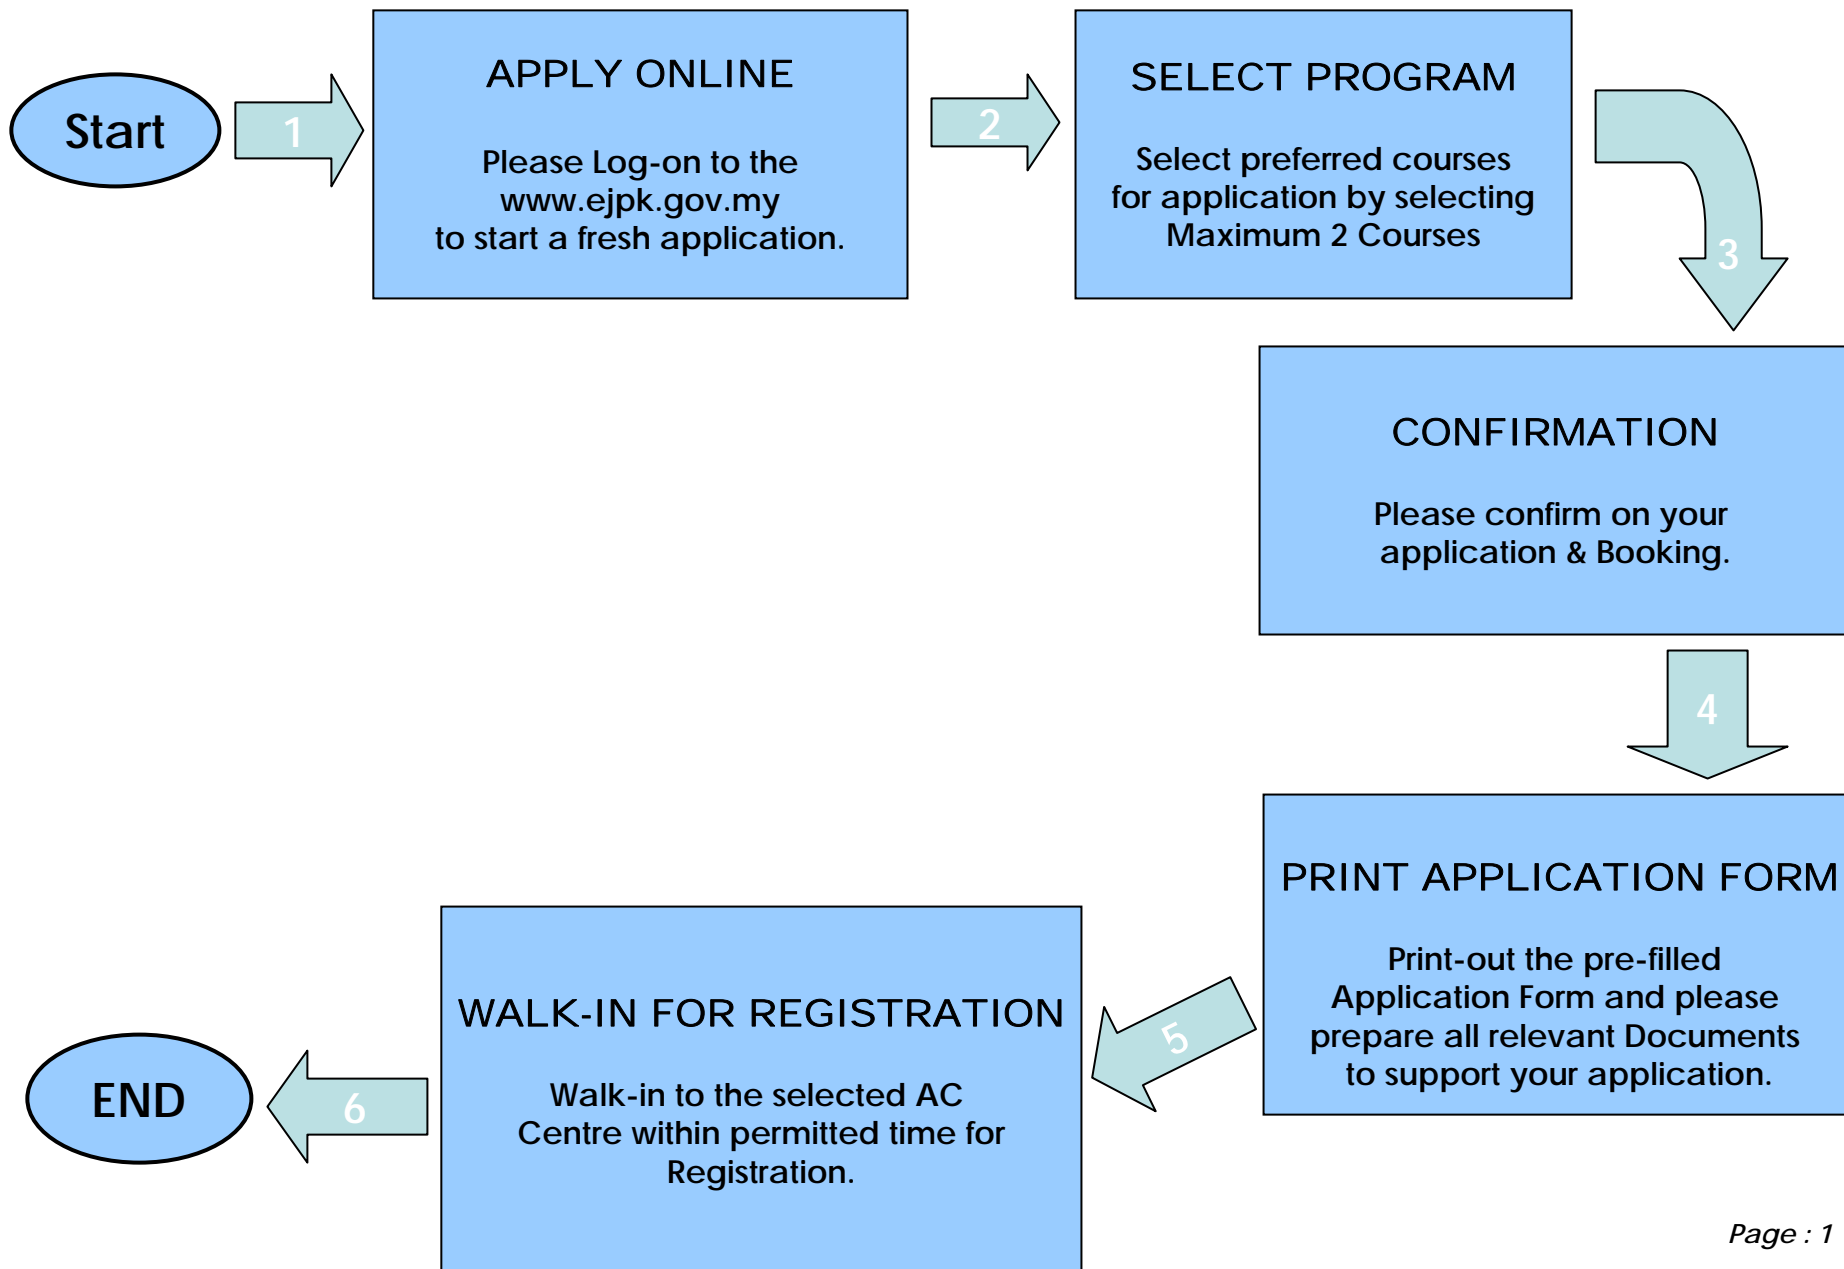 Start
1
APPLY ONLINE
Please Log-on to the
www.ejpk.gov.my
to start a fresh application.
2
SELECT PROGRAM
Select preferred courses
for application by selecting
Maximum 2 Courses
3
CONFIRMATION
Please confirm on your
application & Booking.
4
PRINT APPLICATION FORM
Print-out the pre-filled
Application Form and please
prepare all relevant Documents
to support your application.
5
WALK-IN FOR REGISTRATION
Walk-in to the selected AC
Centre within permitted time for
Registration.
6
END
Page : 1